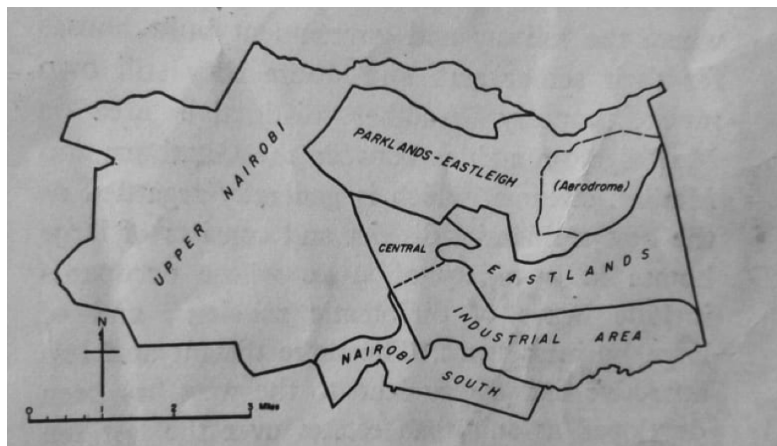 UPPER NAIROBI
PARKLANDS-EASTLEIGH
(Aerodrome)
CENTRAL
EASTLANDS
INDUSTRIAL AREA
NAIROBI SOUTH
N
0 1 2 3 Miles